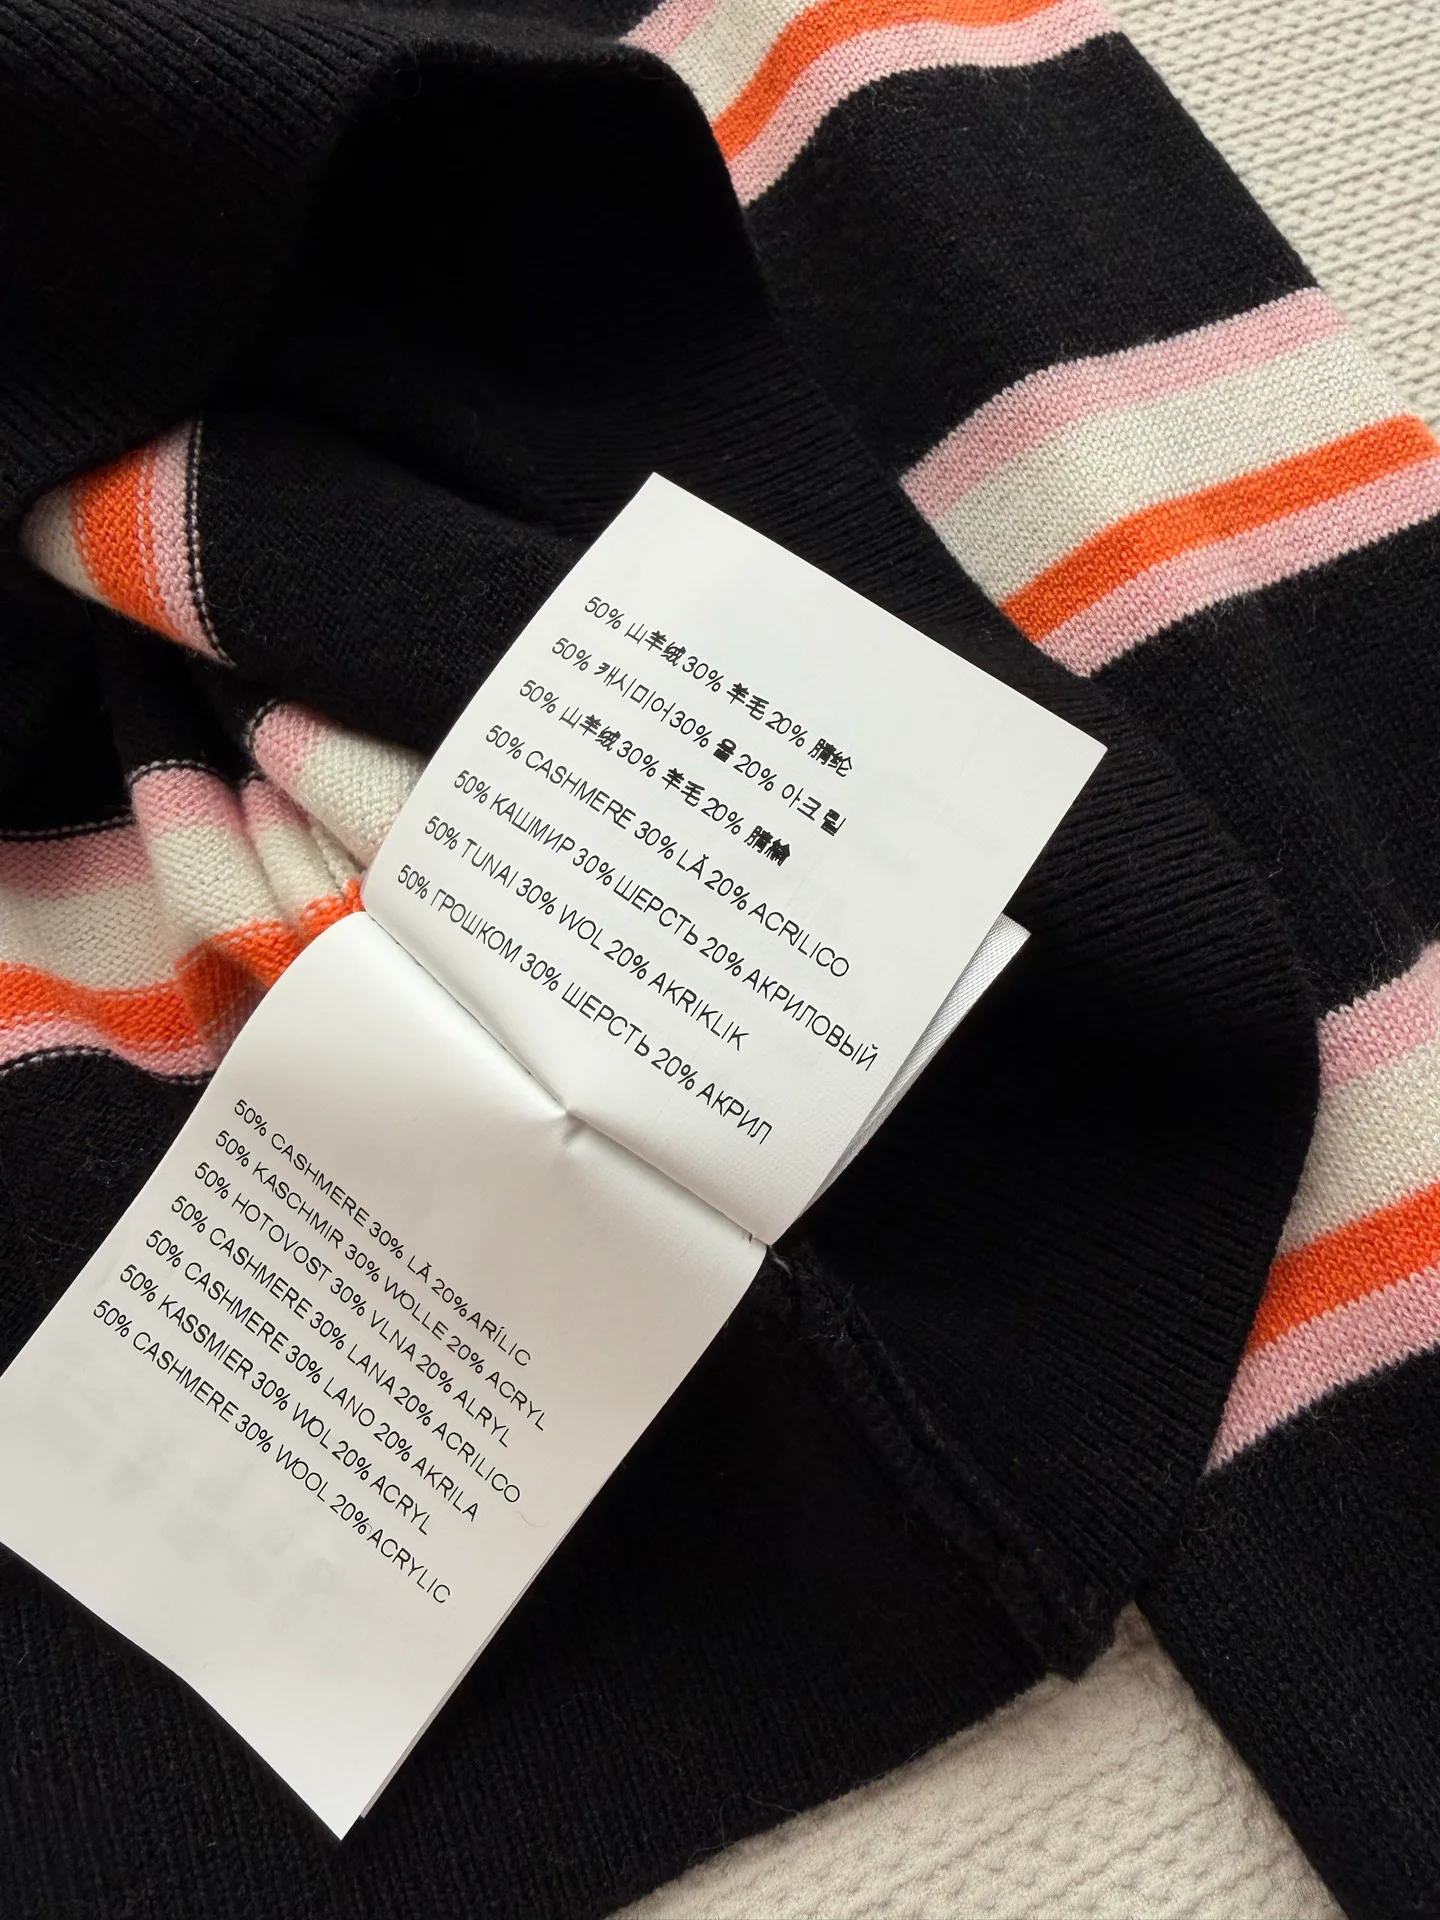 50% 山羊绒 30% 羊毛 20% 腈纶
50% 캐시미어 30% 울 20% 아크릴
50% 山羊绒 30% 羊毛 20% 腈綸
50% CASHMERE 30% LĂ 20% ACRILICO
50% КАШМИР 30% ШЕРСТЬ 20% АКРИЛОВЫЙ
50% TUNAI 30% WOL 20% AKRIKLIK
50% ГРОШКОМ 30% ШЕРСТЬ 20% АКРИЛ
50% CASHMERE 30% LĂ 20% ARÍLIC
50% KASCHMIR 30% WOLLE 20% ACRYL
50% HOTOVOST 30% VLNA 20% ALRYL
50% CASHMERE 30% LANA 20% ACRILICO
50% CASHMERE 30% LANO 20% AKRILA
50% KASSMIER 30% WOL 20% ACRYL
50% CASHMERE 30% WOOL 20% ACRYLIC